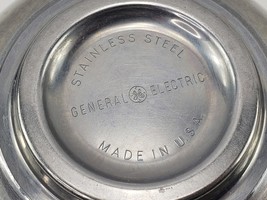 STAINLESS STEEL
GENERAL ELECTRIC
MADE IN U.S.A.